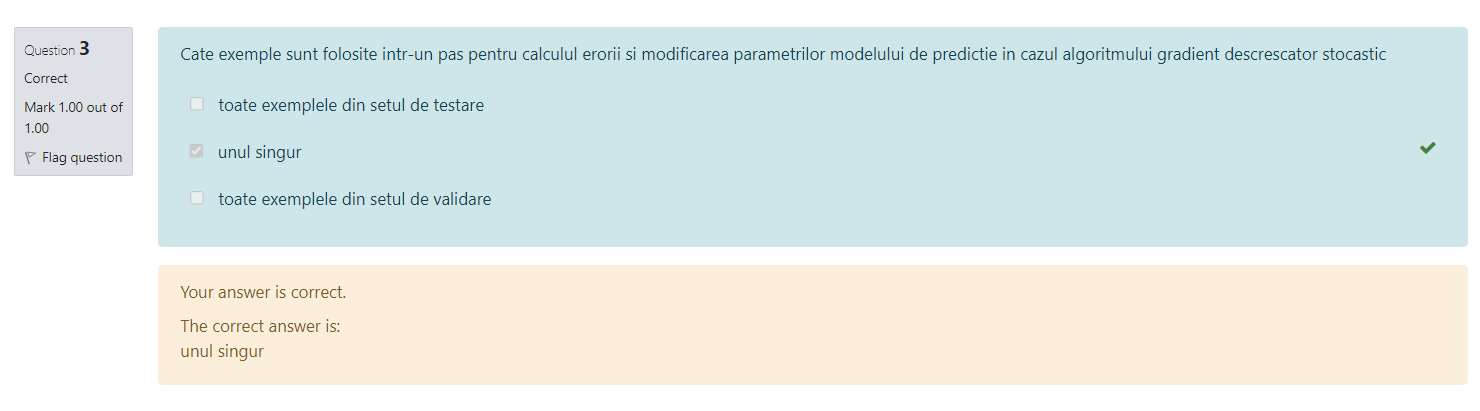 Question 3
Correct
Mark 1.00 out of
1.00
Flag question
Cate exemple sunt folosite intr-un pas pentru calculul erorii si modificarea parametrilor modelului de predictie in cazul algoritmului gradient descrescator stocastic
toate exemplele din setul de testare
unul singur
toate exemplele din setul de validare
Your answer is correct.
The correct answer is:
unul singur